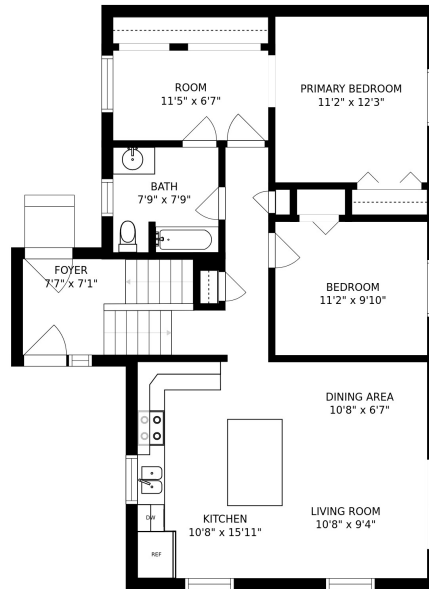 ROOM
11'5" x 6'7"
PRIMARY BEDROOM
11'2" x 12'3"
BATH
7'9" x 7'9"
FOYER
7'7" x 7'1"
BEDROOM
11'2" x 9'10"
DINING AREA
10'8" x 6'7"
KITCHEN
10'8" x 15'11"
LIVING ROOM
10'8" x 9'4"
DW
REF